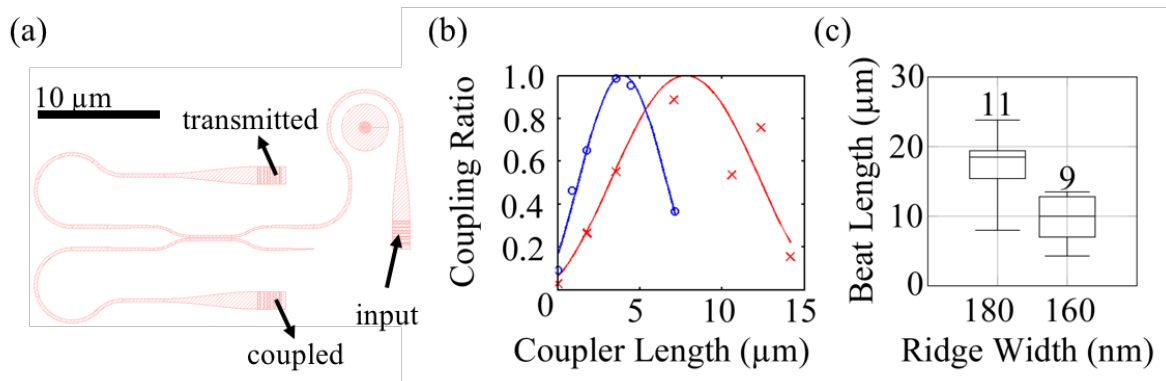 (a)
10 μm
transmitted
input
coupled
(b)
Coupling Ratio
1.0
0.8
0.6
0.4
0.2
0 5 10 15
Coupler Length (μm)
(c)
Beat Length (μm)
30
20
10
0
11
9
180 160
Ridge Width (nm)